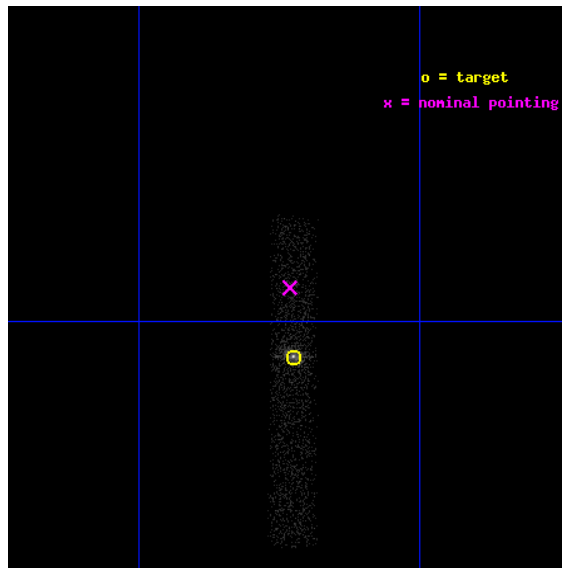 o = target
x = nominal pointing